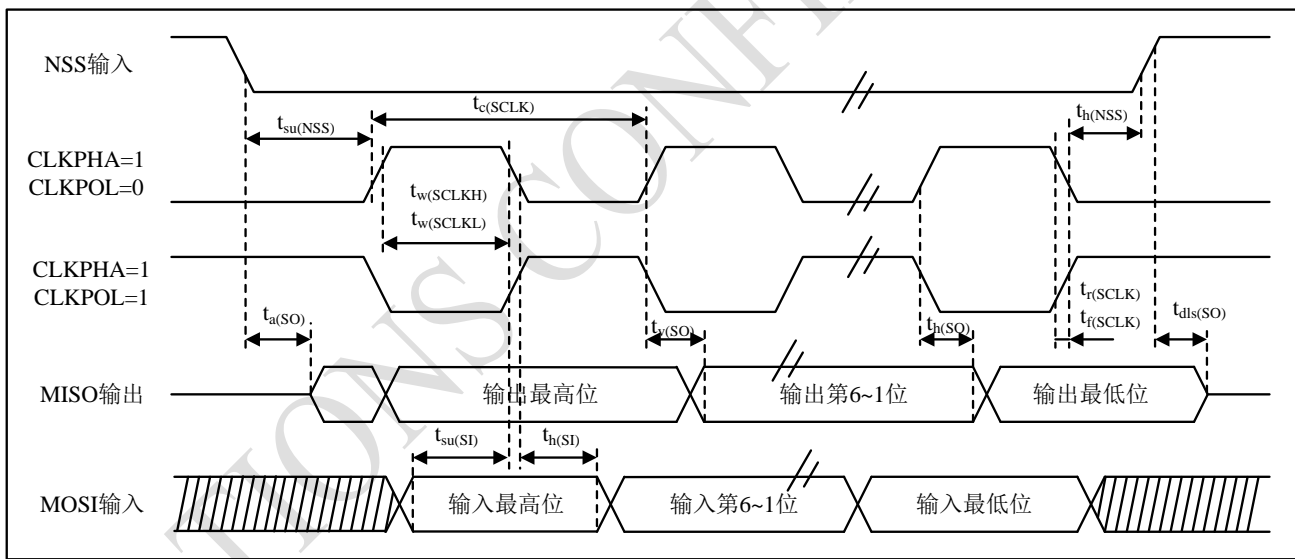 TIONS CONFI
NSS输入
tc(SCLK)
tsu(NSS)
th(NSS)
CLKPHA=1
CLKPOL=0
tw(SCLKH)
tw(SCLKL)
CLKPHA=1
CLKPOL=1
ta(SO)
tv(SO)
th(SO)
tr(SCLK)
tf(SCLK)
tdls(SO)
MISO输出
输出最高位
输出第6~1位
输出最低位
tsu(SI)
th(SI)
MOSI输入
输入最高位
输入第6~1位
输入最低位